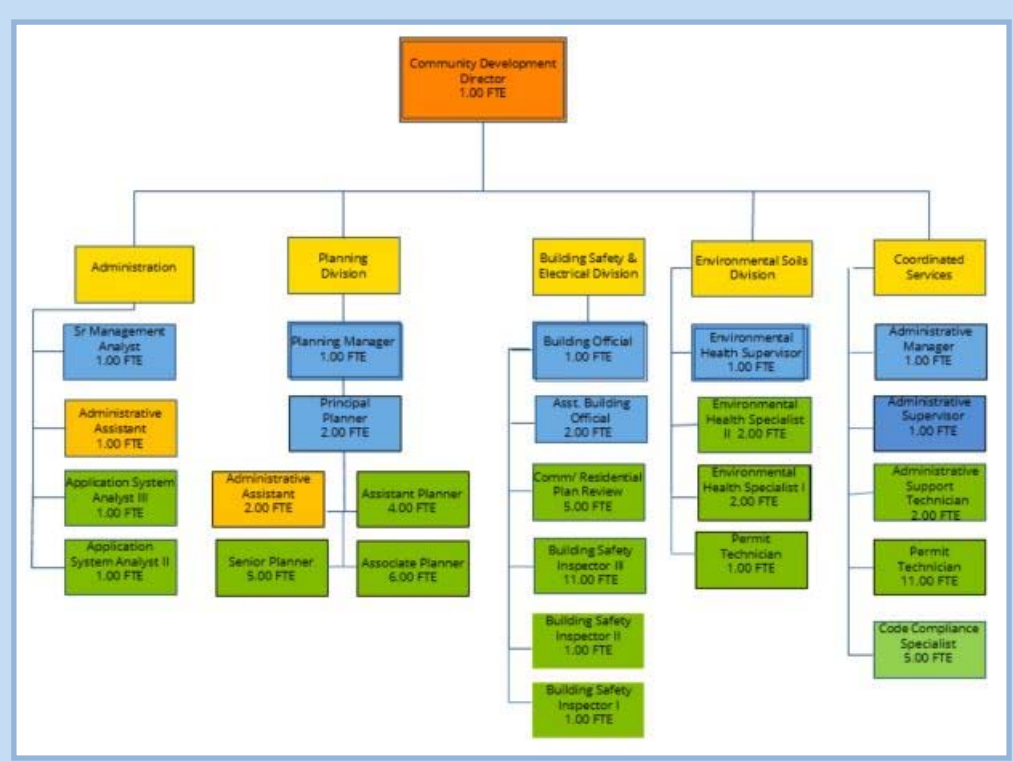 Community Development
Director
1.00 FTE
Administration
Sr Management
Analyst
1.00 FTE
Administrative
Assistant
1.00 FTE
Application System
Analyst III
1.00 FTE
Application
System Analyst II
1.00 FTE
Planning
Division
Planning Manager
1.00 FTE
Principal
Planner
2.00 FTE
Administrative
Assistant
2.00 FTE
Assistant Planner
4.00 FTE
Senior Planner
5.00 FTE
Associate Planner
6.00 FTE
Building Safety &
Electrical Division
Building Official
1.00 FTE
Asst. Building
Official
2.00 FTE
Comm/ Residential
Plan Review
5.00 FTE
Building Safety
Inspector III
11.00 FTE
Building Safety
Inspector II
1.00 FTE
Building Safety
Inspector I
1.00 FTE
Environmental Soils
Division
Environmental
Health Supervisor
1.00 FTE
Environmental
Health Specialist
II 2.00 FTE
Environmental
Health Specialist I
2.00 FTE
Permit
Technician
1.00 FTE
Coordinated
Services
Administrative
Manager
1.00 FTE
Administrative
Supervisor
1.00 FTE
Administrative
Support
Technician
2.00 FTE
Permit
Technician
11.00 FTE
Code Compliance
Specialist
5.00 FTE